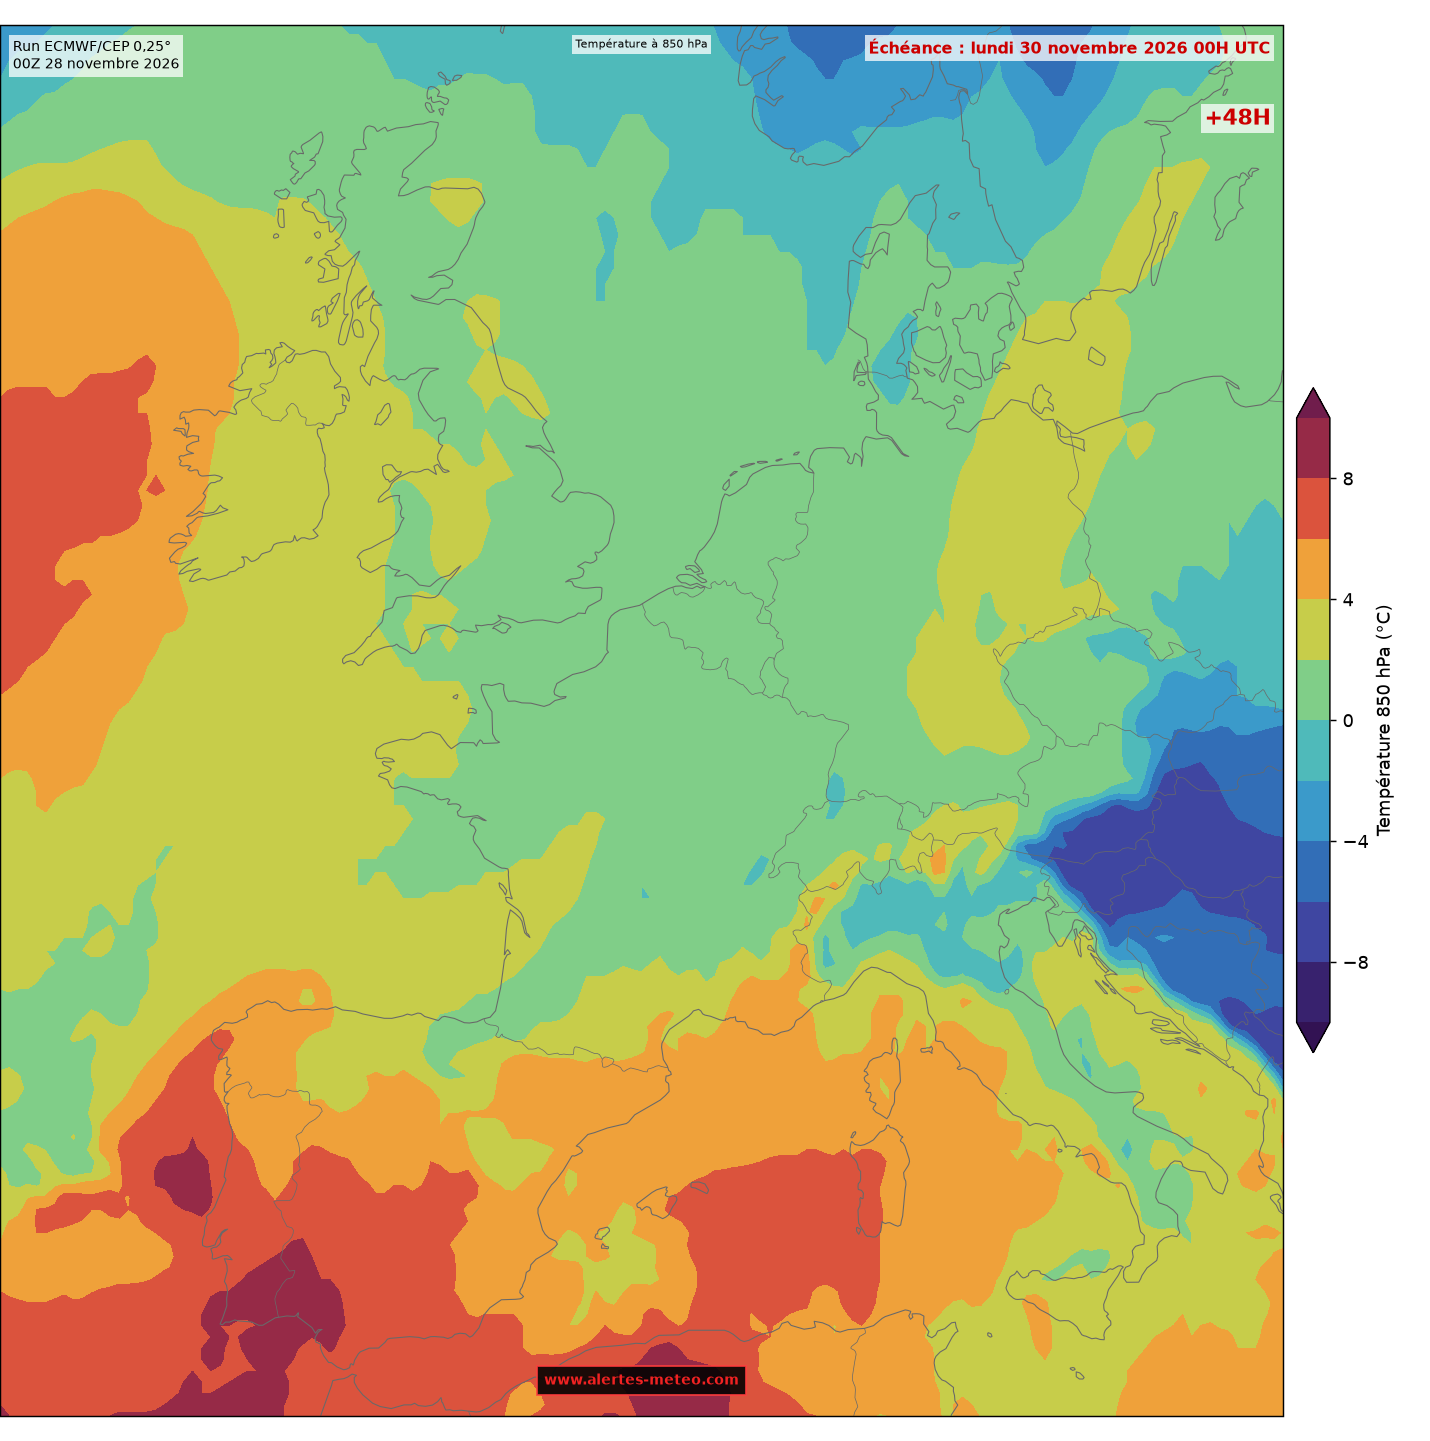 Run ECMWF/CEP 0,25°
00Z 28 novembre 2026
Température à 850 hPa
Échéance : lundi 30 novembre 2026 00H UTC
+48H
8
4
0
−4
−8
Température 850 hPa (°C)
www.alertes-meteo.com